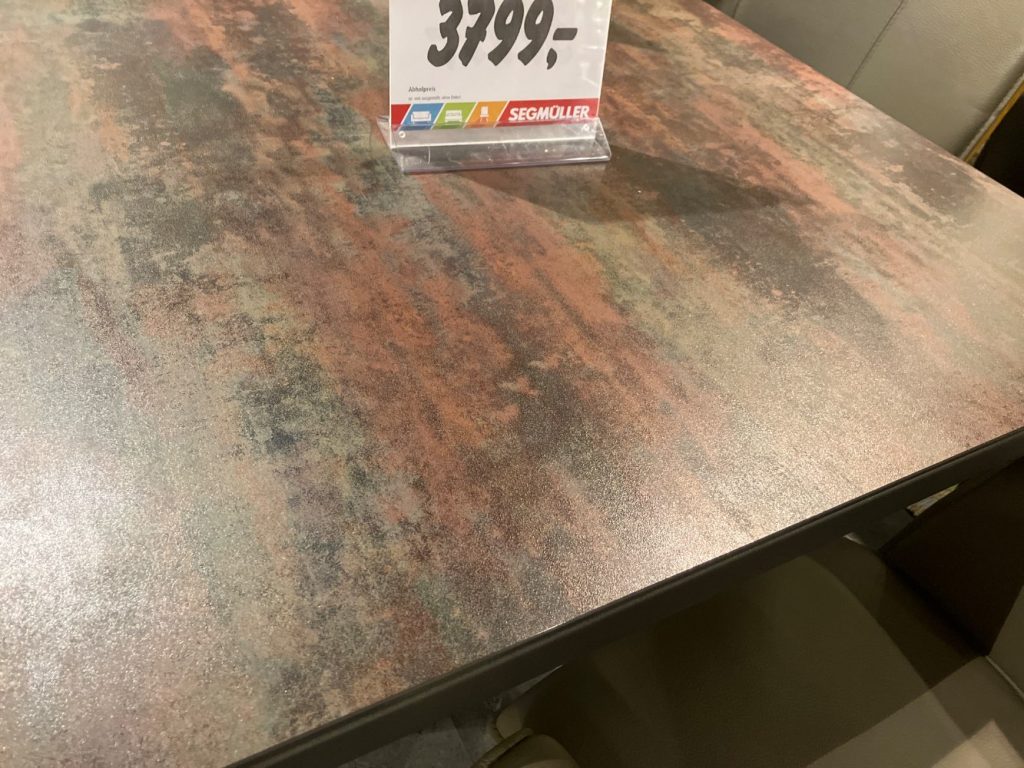 3799,-
Abholpreis
SEGMÜLLER